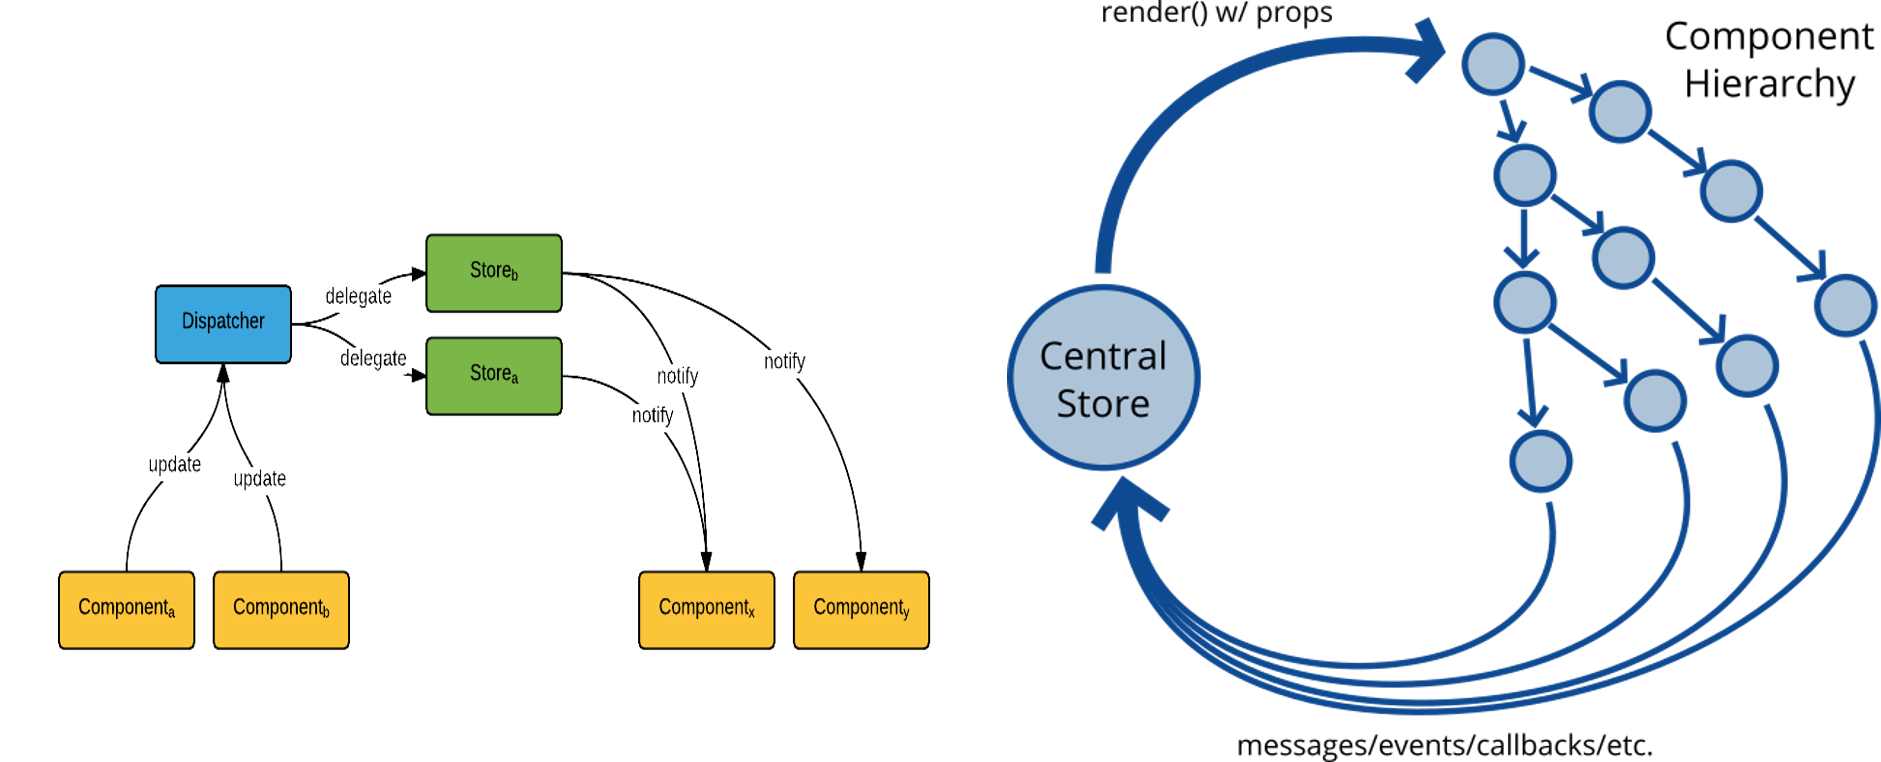 render() w/ props
Component
Hierarchy
Store_b
delegate
Dispatcher
delegate
Store_a
notify
notify
notify
Central
Store
update
update
Component_a
Component_b
Component_x
Component_y
messages/events/callbacks/etc.